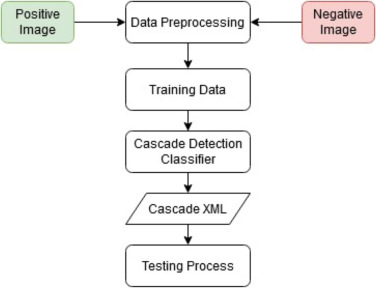 Positive
Image
Data Preprocessing
Negative
Image
Training Data
Cascade Detection
Classifier
Cascade XML
Testing Process